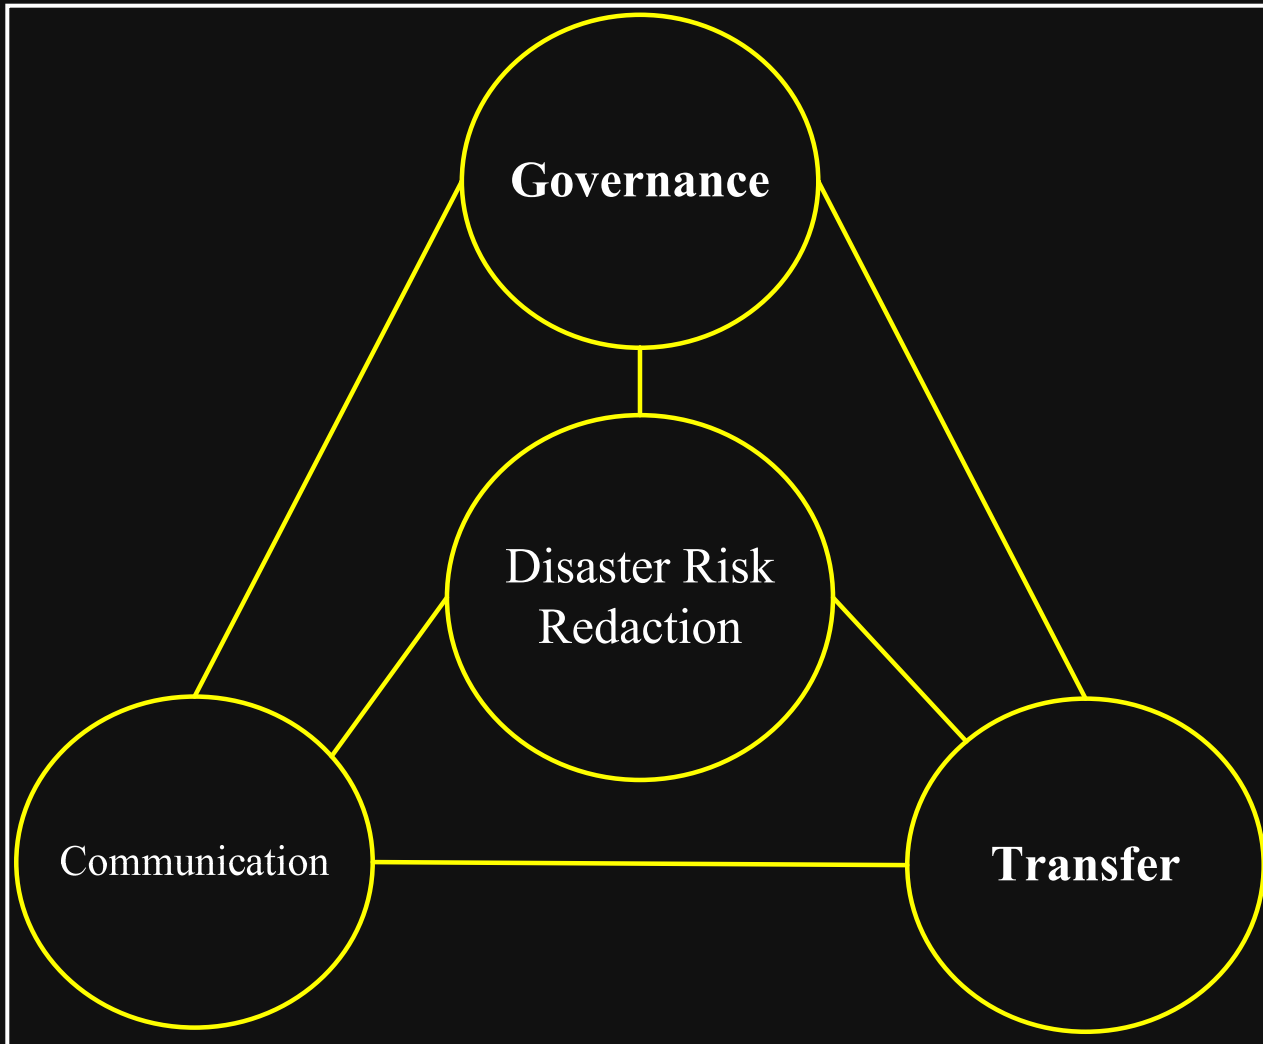 Governance
Disaster Risk
Redaction
Communication
Transfer